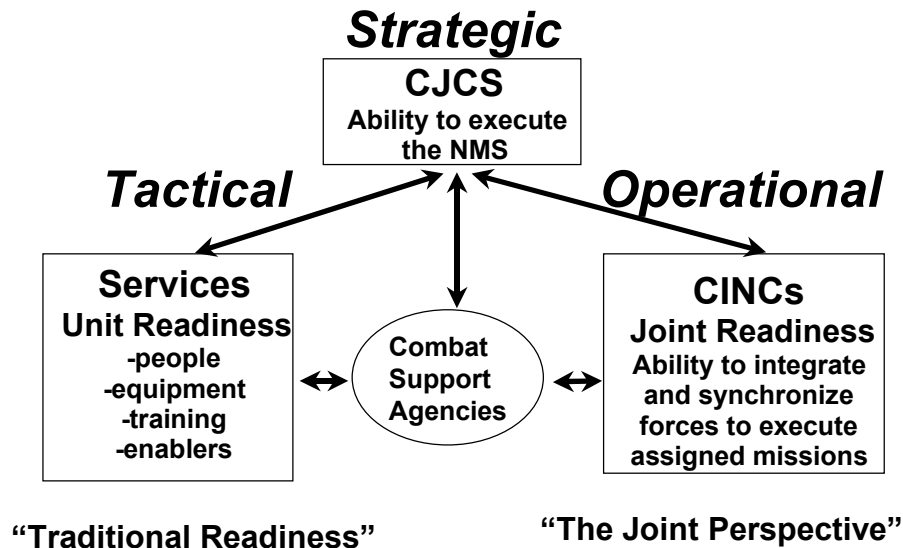 Strategic
CJCS
Ability to execute
the NMS
Tactical
Operational
Services
Unit Readiness
-people
-equipment
-training
-enablers
Combat
Support
Agencies
CINCs
Joint Readiness
Ability to integrate
and synchronize
forces to execute
assigned missions
“Traditional Readiness”
“The Joint Perspective”